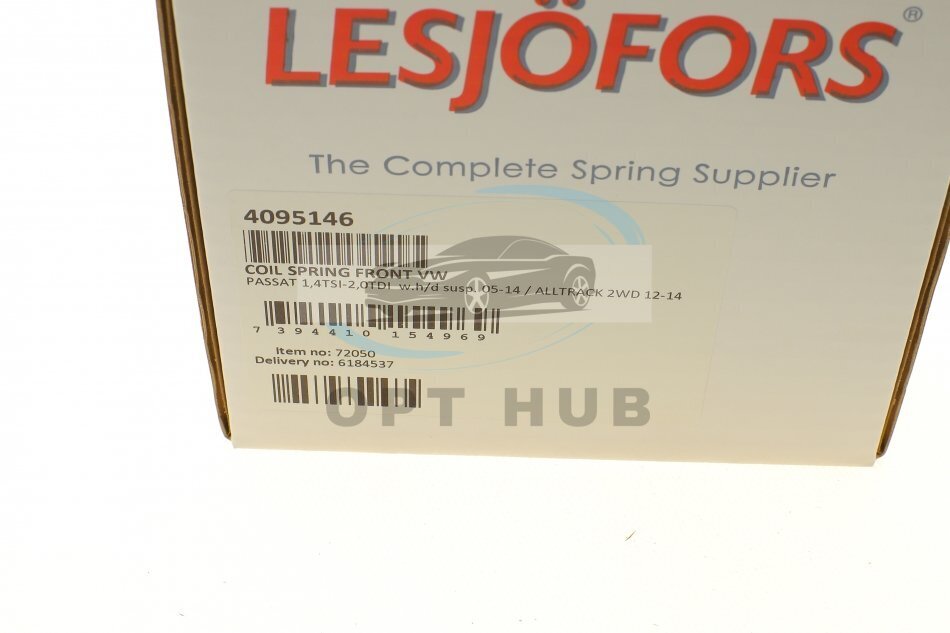 LESJÖFORS®
The Complete Spring Supplier
4095146
COIL SPRING FRONT VW
PASSAT 1,4TSI-2,0TDI w.h/d susp. 05-14 / ALLTRACK 2WD 12-14
7 394410 154969
Item no: 72050
Delivery no: 6184537
OPT HUB